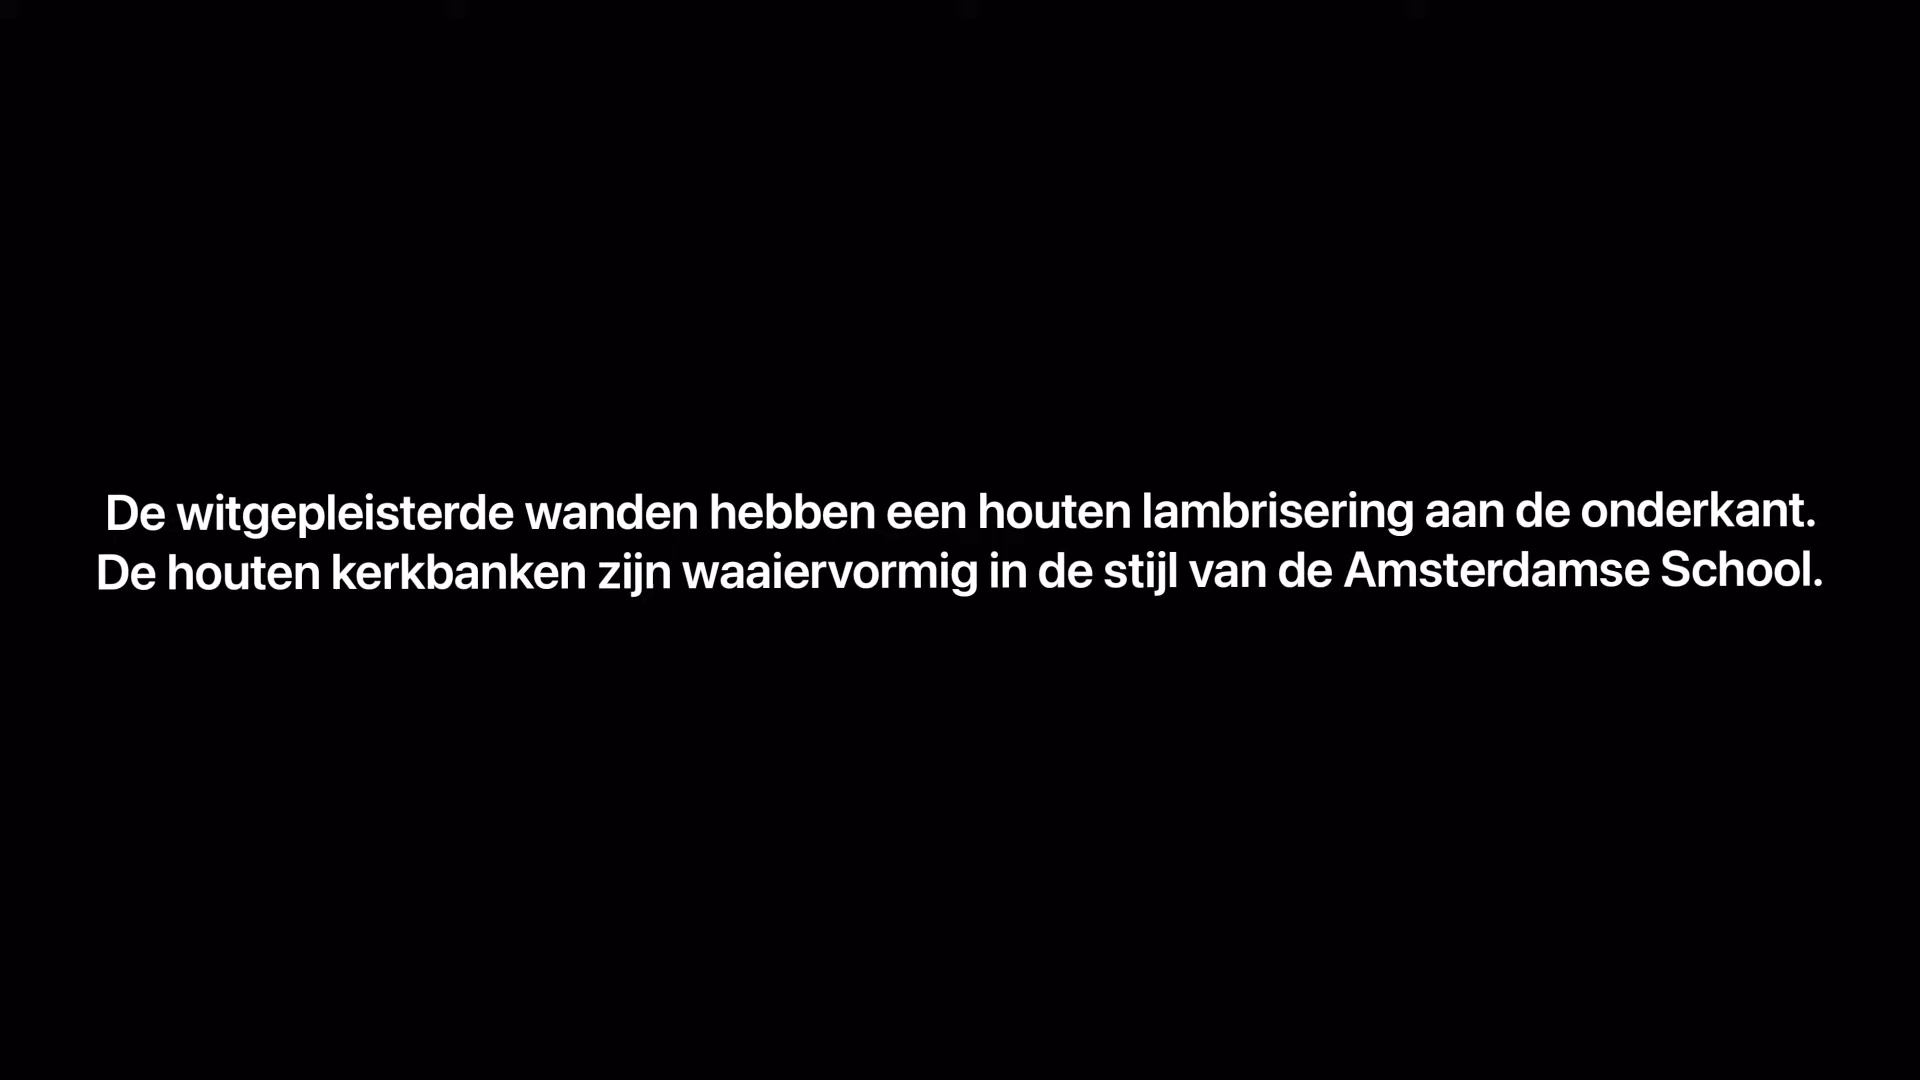 De witgepleisterde wanden hebben een houten lambrisering aan de onderkant.
De houten kerkbanken zijn waaiervormig in de stijl van de Amsterdamse School.